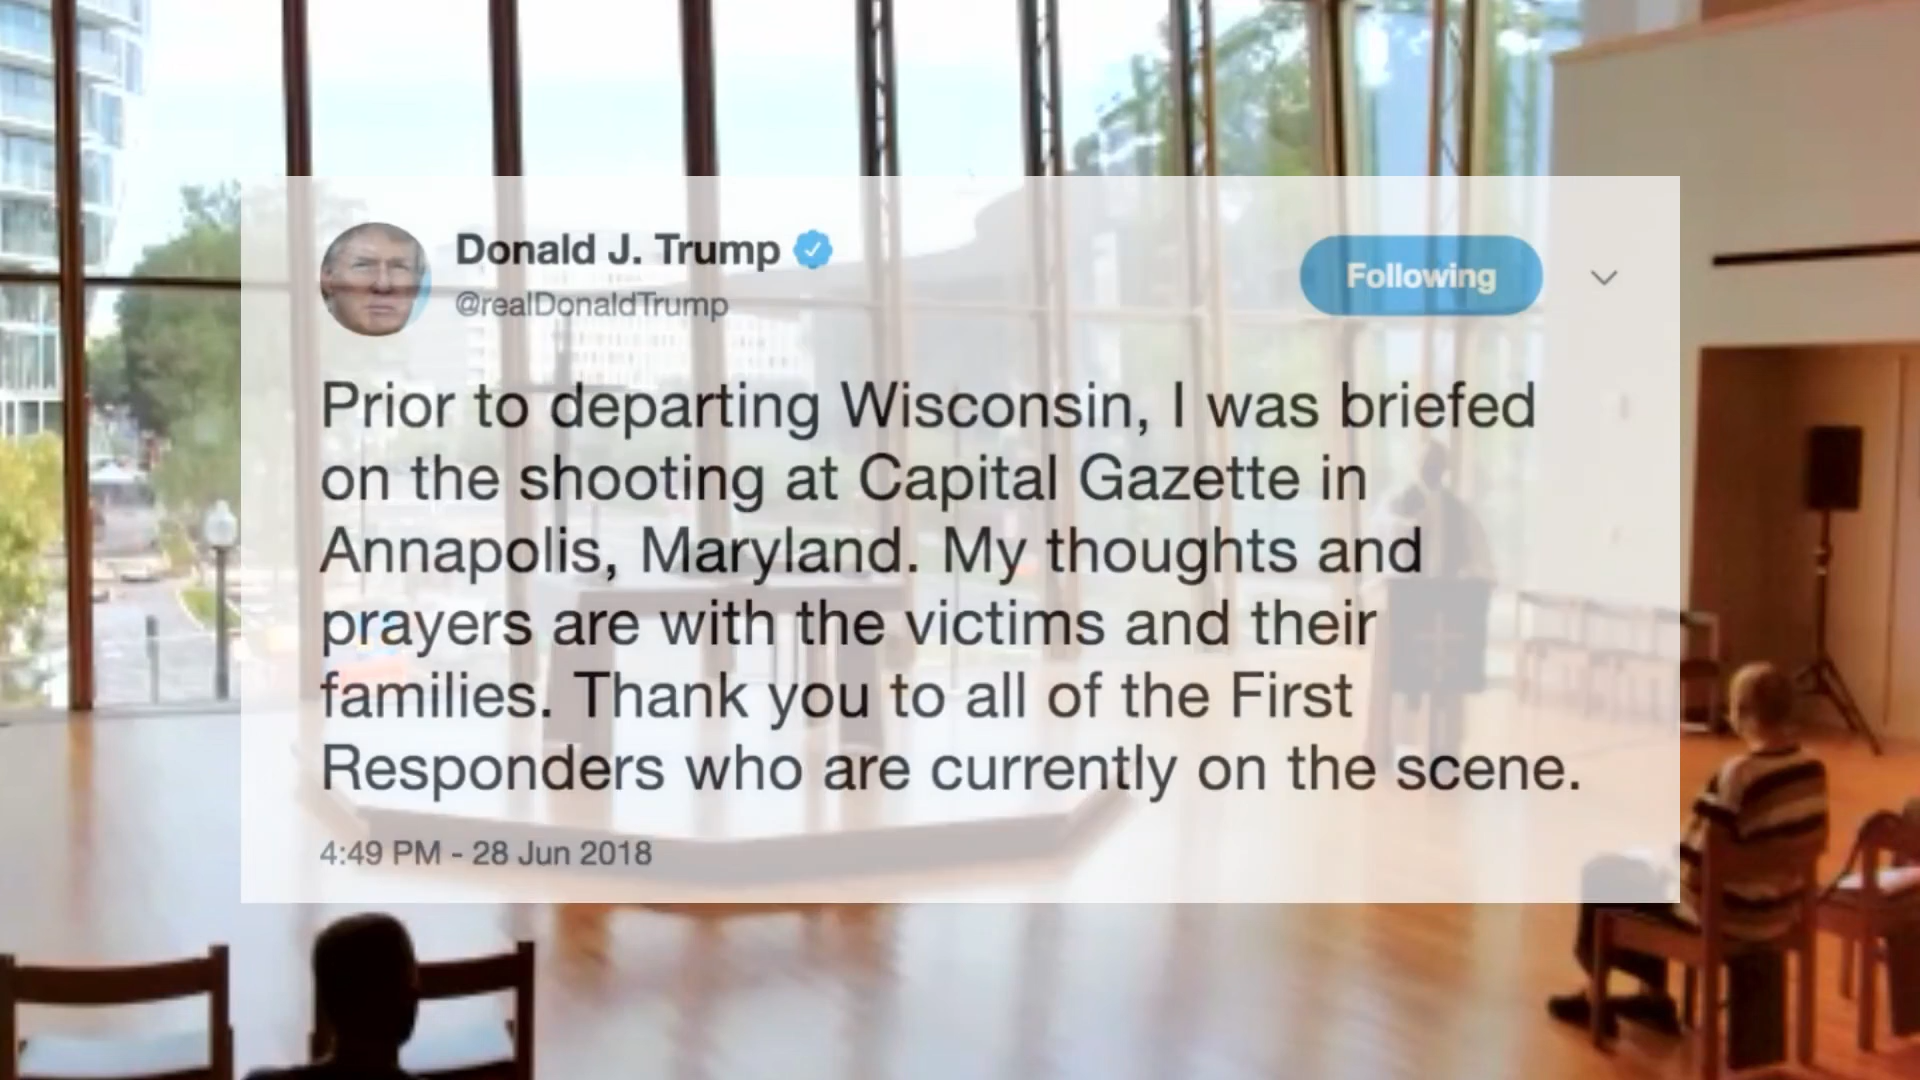 Donald J. Trump
@realDonaldTrump
Following
Prior to departing Wisconsin, I was briefed
on the shooting at Capital Gazette in
Annapolis, Maryland. My thoughts and
prayers are with the victims and their
families. Thank you to all of the First
Responders who are currently on the scene.
4:49 PM - 28 Jun 2018